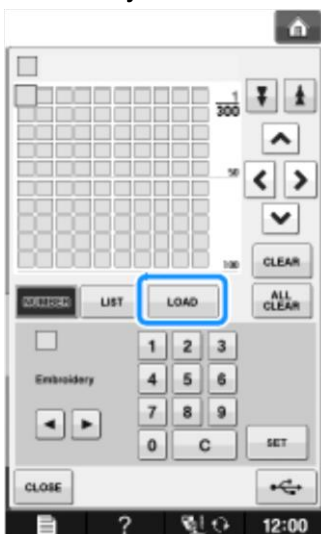 1
300
50
100
CLEAR
NUMBER
LIST
LOAD
ALL
CLEAR
1 2 3
Embroidery
4 5 6
7 8 9
0 C
SET
CLOSE
?
12:00